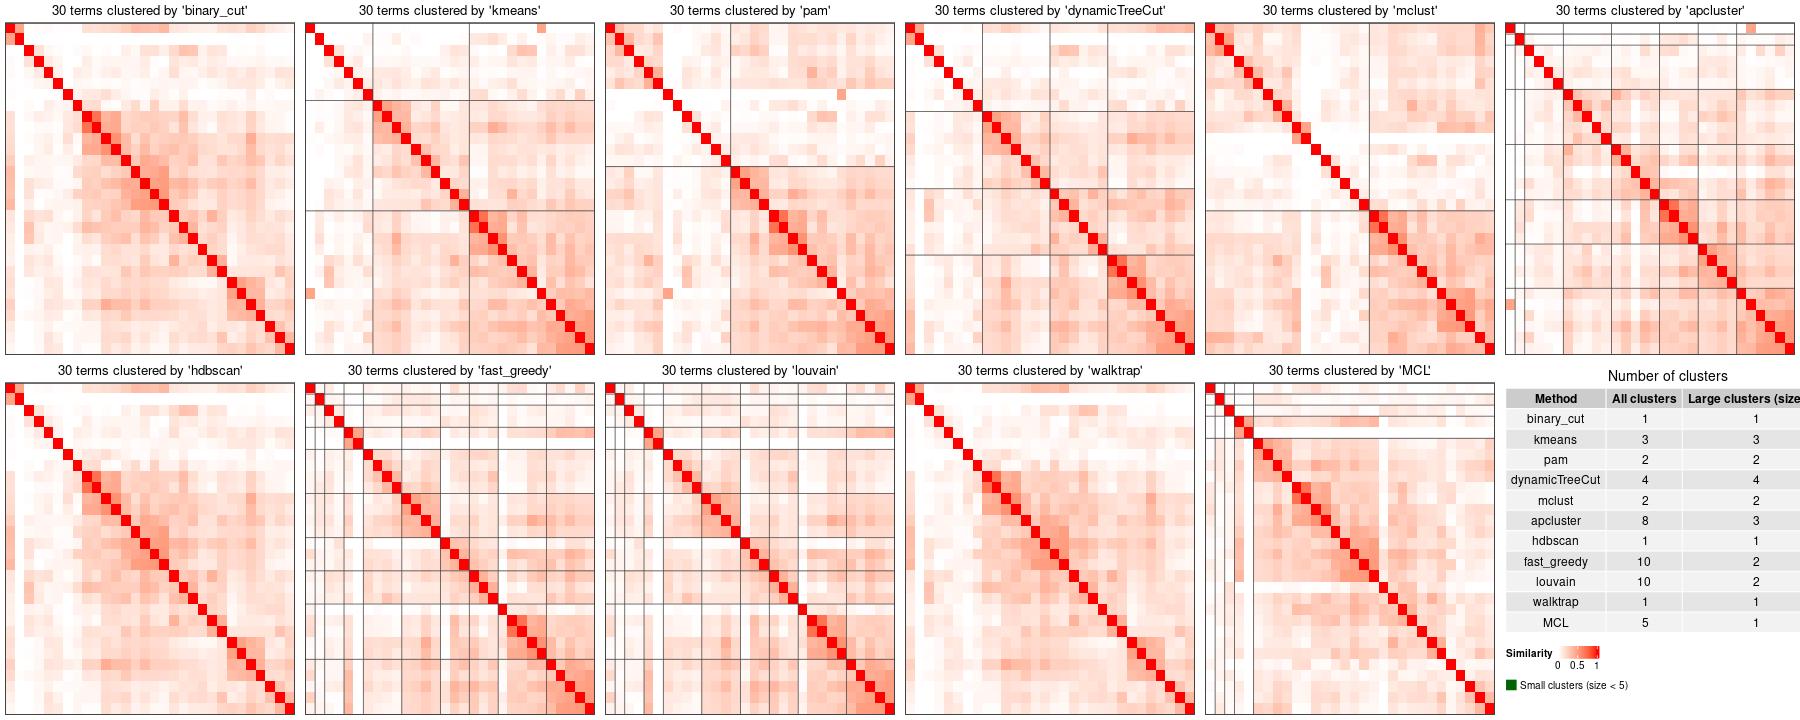 30 terms clustered by 'binary_cut'
30 terms clustered by 'kmeans'
30 terms clustered by 'pam'
30 terms clustered by 'dynamicTreeCut'
30 terms clustered by 'mclust'
30 terms clustered by 'apcluster'
30 terms clustered by 'hdbscan'
30 terms clustered by 'fast_greedy'
30 terms clustered by 'louvain'
30 terms clustered by 'walktrap'
30 terms clustered by 'MCL'
Number of clusters
Method All clusters Large clusters (size
binary_cut 1 1
kmeans 3 3
pam 2 2
dynamicTreeCut 4 4
mclust 2 2
apcluster 8 3
hdbscan 1 1
fast_greedy 10 2
louvain 10 2
walktrap 1 1
MCL 5 1
Similarity
0 0.5 1
Small clusters (size < 5)